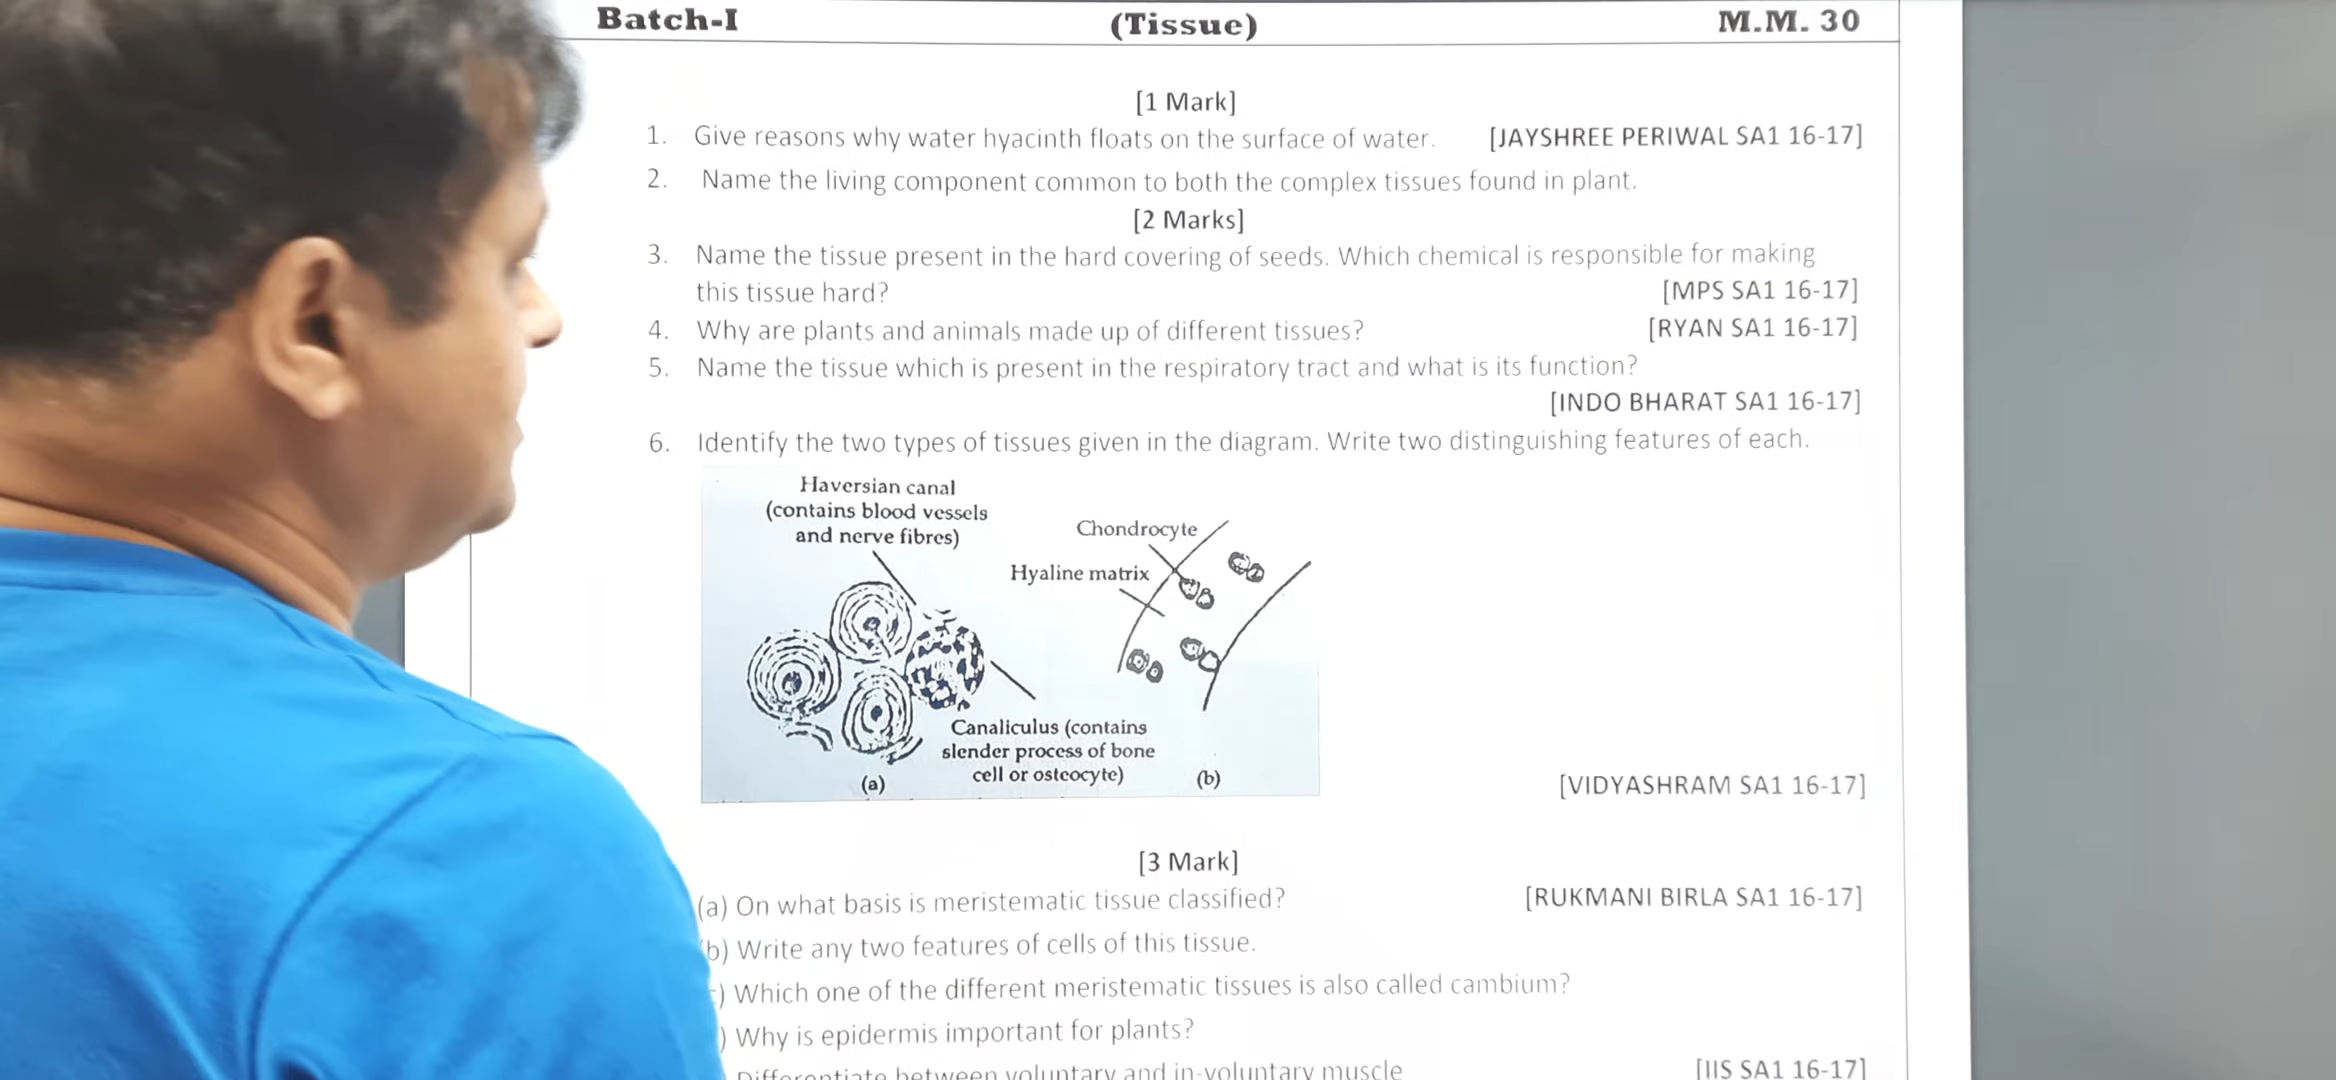 Batch-I (Tissue) M.M. 30
[1 Mark]
1. Give reasons why water hyacinth floats on the surface of water. [JAYSHREE PERIWAL SA1 16-17]
2. Name the living component common to both the complex tissues found in plant.
[2 Marks]
3. Name the tissue present in the hard covering of seeds. Which chemical is responsible for making
this tissue hard? [MPS SA1 16-17]
4. Why are plants and animals made up of different tissues? [RYAN SA1 16-17]
5. Name the tissue which is present in the respiratory tract and what is its function?
[INDO BHARAT SA1 16-17]
6. Identify the two types of tissues given in the diagram. Write two distinguishing features of each.
Haversian canal
(contains blood vessels
and nerve fibres)
Chondrocyte
Hyaline matrix
Canaliculus (contains
slender process of bone
cell or osteocyte)
(a)
(b)
[VIDYASHRAM SA1 16-17]
[3 Mark]
(a) On what basis is meristematic tissue classified? [RUKMANI BIRLA SA1 16-17]
b) Write any two features of cells of this tissue.
) Which one of the different meristematic tissues is also called cambium?
) Why is epidermis important for plants?
Differentiate between voluntary and in-voluntary muscle [IIS SA1 16-17]